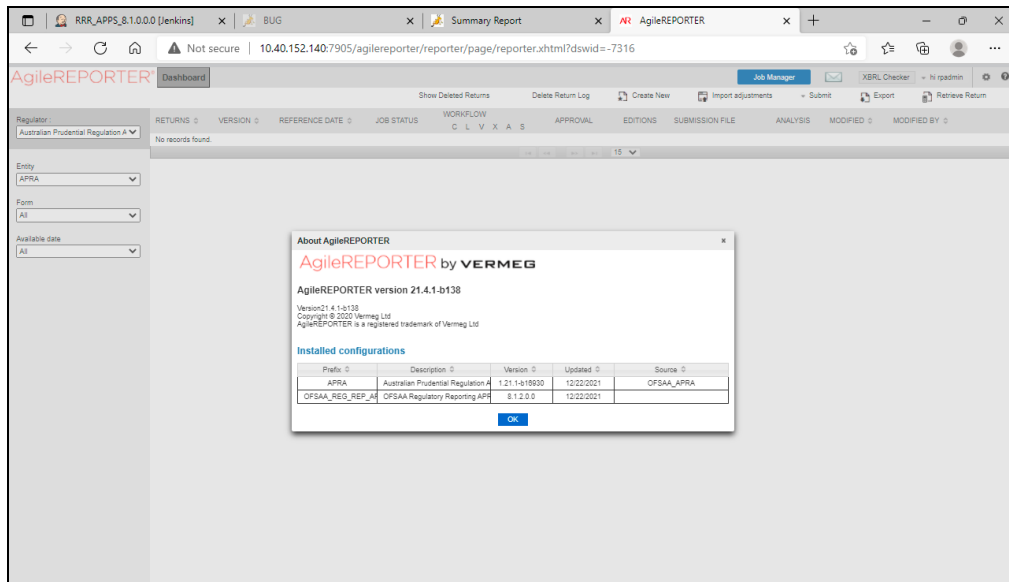 RRR_APPS_8.1.0.0.0 [Jenkins]
BUG
Summary Report
AR AgileREPORTER
Not secure | 10.40.152.140:7905/agilereporter/reporter/page/reporter.xhtml?dswid=-7316
AgileREPORTER® Dashboard
Job Manager XBRL Checker hi rpadmin
Show Deleted Returns Delete Return Log Create New Import adjustments Submit Export Retrieve Return
Regulator :
Australian Prudential Regulation A
RETURNS VERSION REFERENCE DATE JOB STATUS WORKFLOW APPROVAL EDITIONS SUBMISSION FILE ANALYSIS MODIFIED MODIFIED BY
C L V X A S
No records found.
15
Entity
APRA
Form
All
Available date
All
About AgileREPORTER
AgileREPORTER by VERMEG
AgileREPORTER version 21.4.1-b138
Version21.4.1-b138
Copyright © 2020 Vermeg Ltd
AgileREPORTER is a registered trademark of Vermeg Ltd
Installed configurations
Prefix Description Version Updated Source
APRA Australian Prudential Regulation A 1.21.1-b16930 12/22/2021 OFSAA_APRA
OFSAA_REG_REP_AF OFSAA Regulatory Reporting APF 8.1.2.0.0 12/22/2021
OK